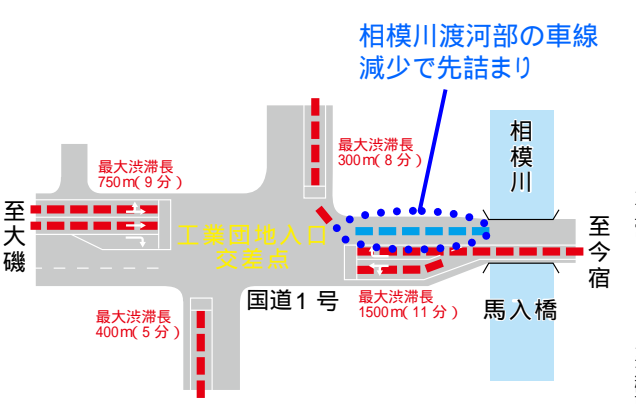 相模川渡河部の車線
減少で先詰まり
最大渋滞長
300m(8分)
相模川
最大渋滞長
750m(9分)
至大磯
工業団地入口
交差点
至今宿
国道1号
最大渋滞長
1500m(11分)
馬入橋
最大渋滞長
400m(5分)